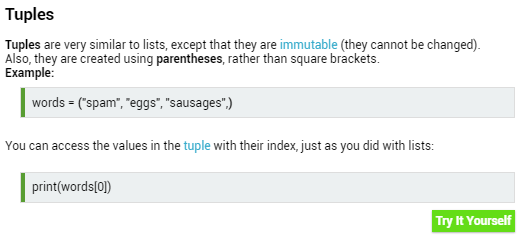 Tuples
Tuples are very similar to lists, except that they are immutable (they cannot be changed).
Also, they are created using parentheses, rather than square brackets.
Example:
words = ("spam", "eggs", "sausages",)
You can access the values in the tuple with their index, just as you did with lists:
print(words[0])
Try It Yourself